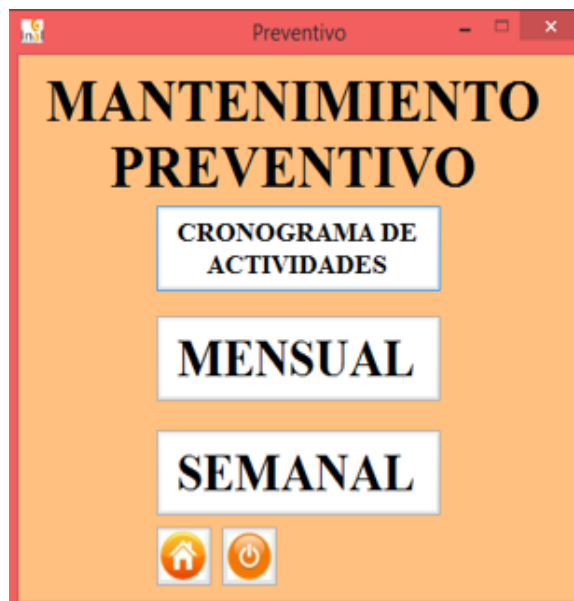 Preventivo
MANTENIMIENTO
PREVENTIVO
CRONOGRAMA DE
ACTIVIDADES
MENSUAL
SEMANAL